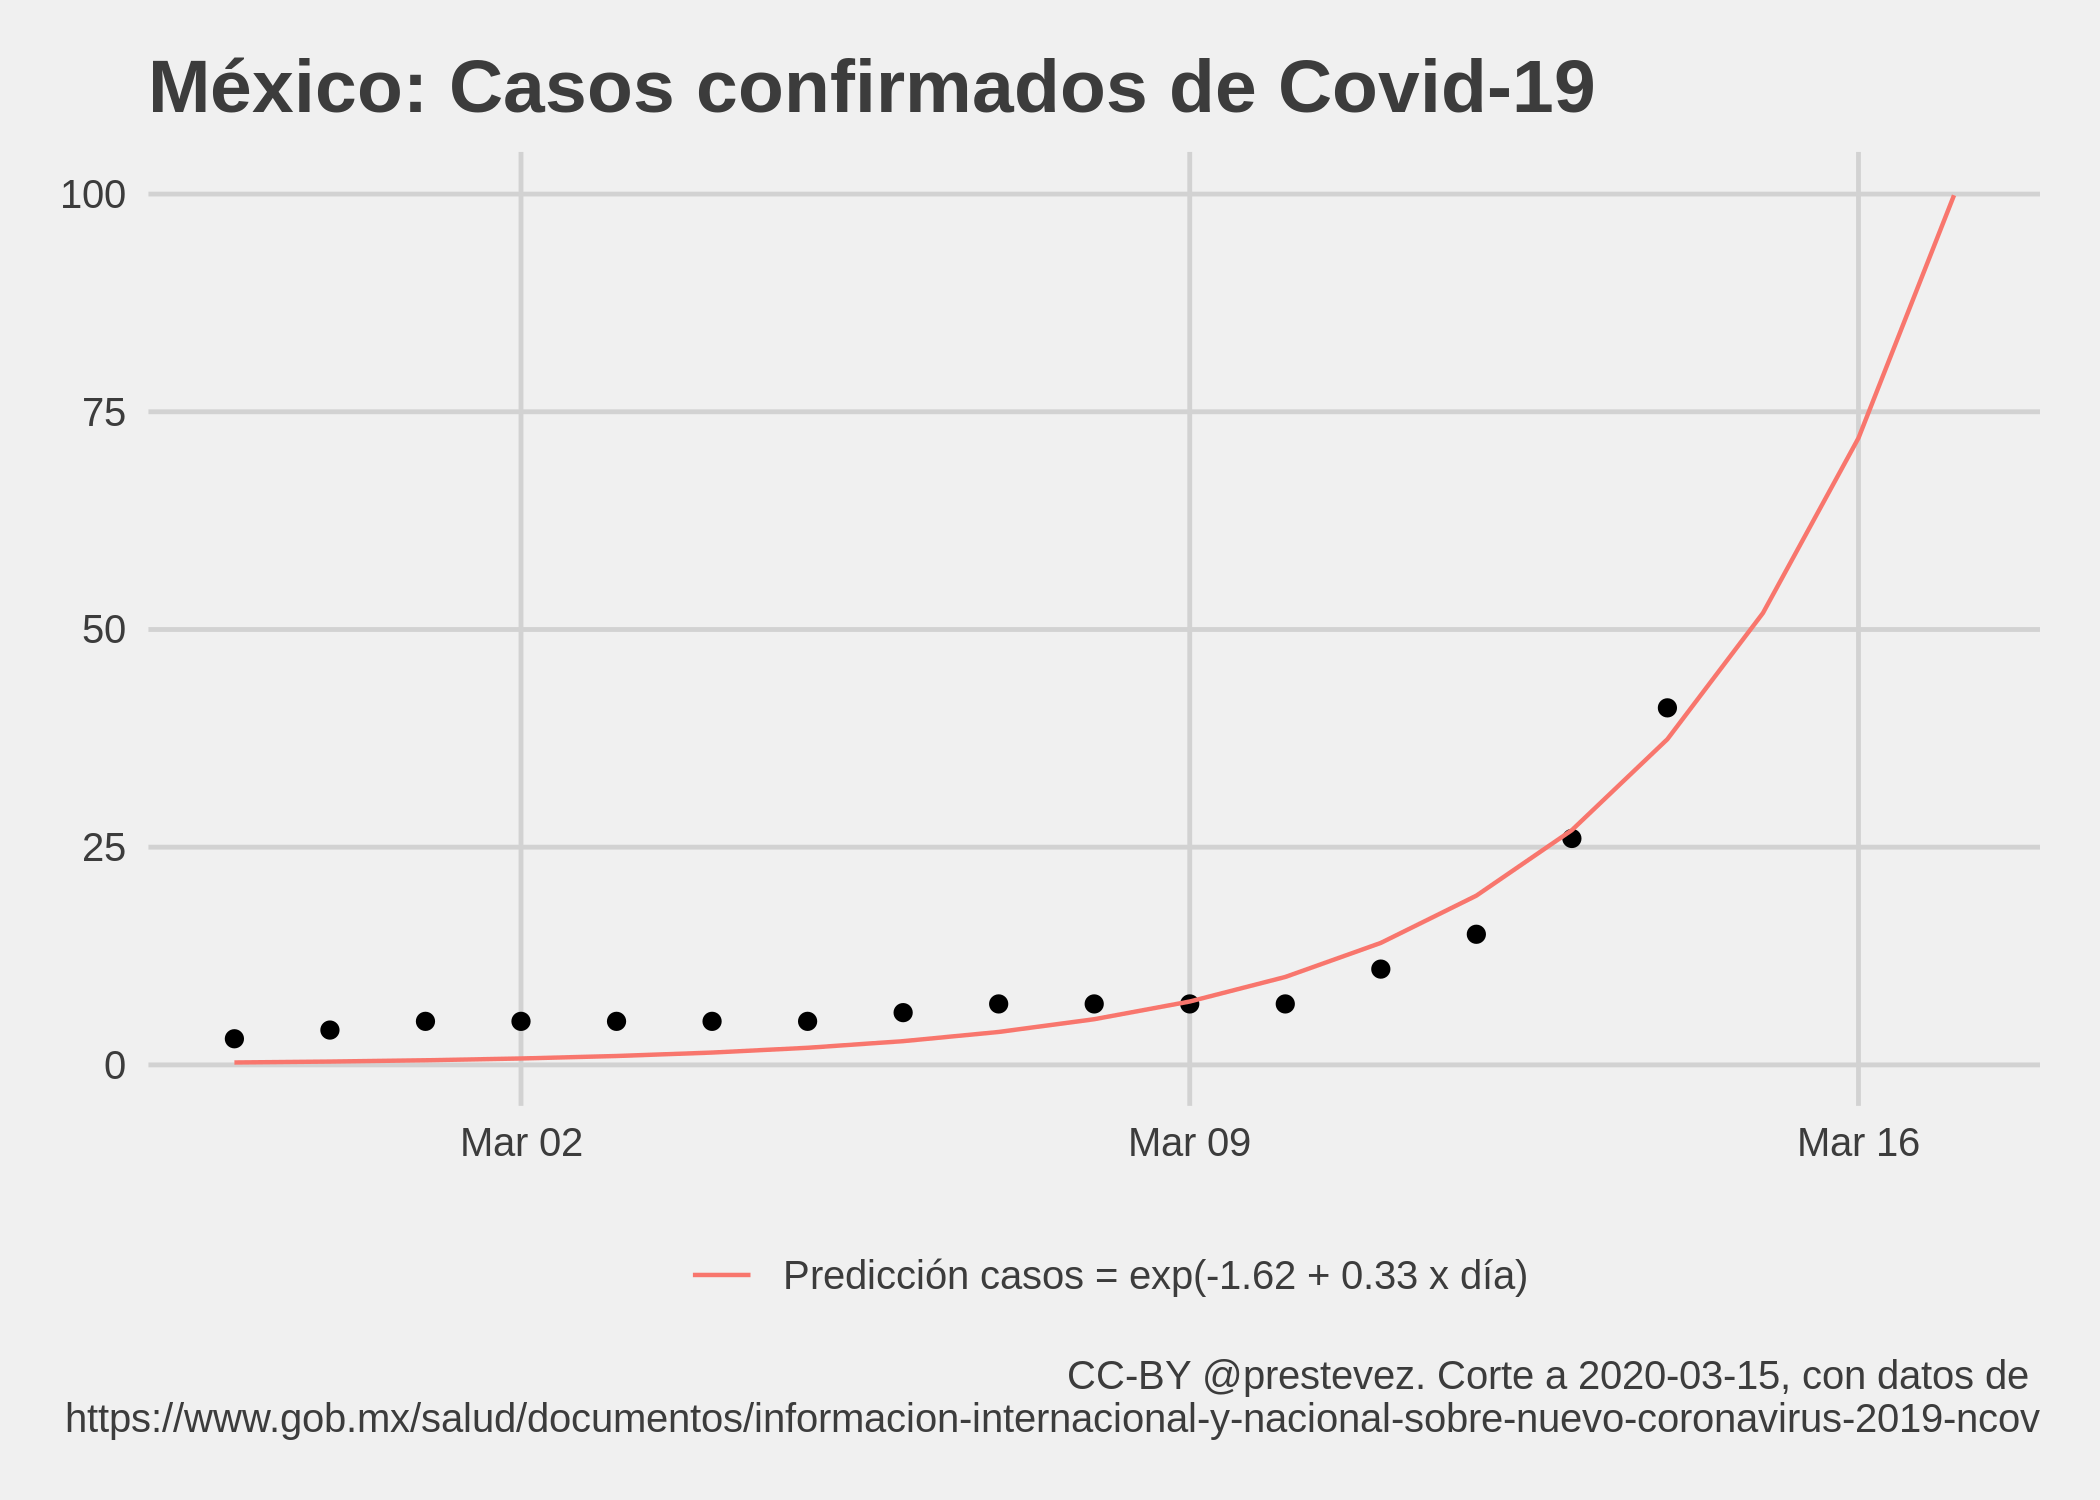 México: Casos confirmados de Covid-19
100
75
50
25
0
Mar 02 Mar 09 Mar 16
Predicción casos = exp(-1.62 + 0.33 x día)
CC-BY @prestevez. Corte a 2020-03-15, con datos de
https://www.gob.mx/salud/documentos/informacion-internacional-y-nacional-sobre-nuevo-coronavirus-2019-ncov